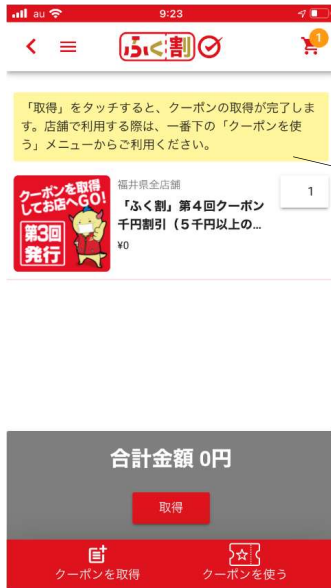 au 9:23
ふく割
1
「取得」をタッチすると、クーポンの取得が完了しま
す。店舗で利用する際は、一番下の「クーポンを使
う」メニューからご利用ください。
クーポンを取得
してお店へGO!
第3回
発行
福井県全店舗
「ふく割」第４回クーポン
千円割引（５千円以上の...
¥0
1
合計金額 0円
取得
クーポンを取得
クーポンを使う